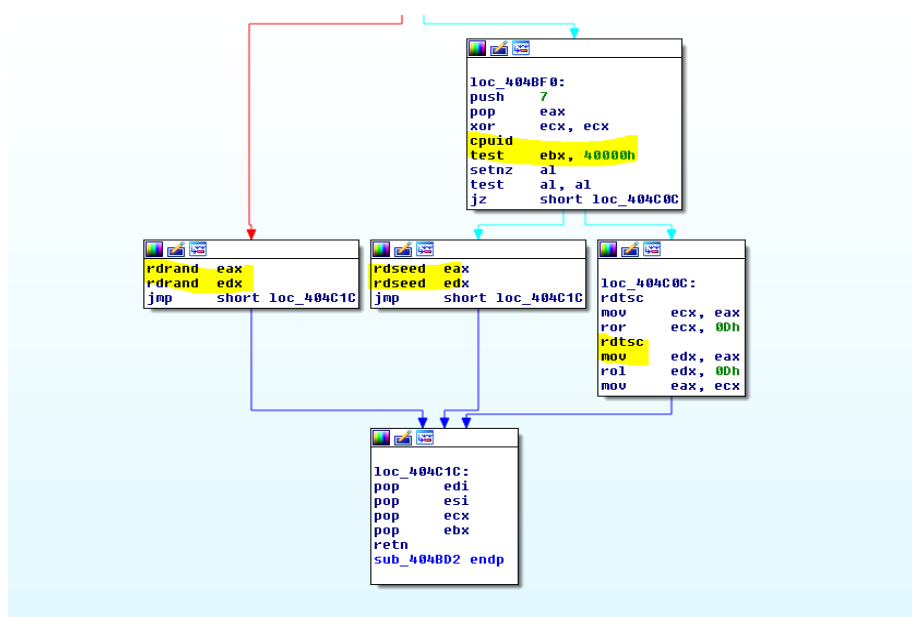 loc_404BF0:
push 7
pop eax
xor ecx, ecx
cpuid
test ebx, 40000h
setnz al
test al, al
jz short loc_404C0C
rdrand eax
rdrand edx
jmp short loc_404C1C
rdseed eax
rdseed edx
jmp short loc_404C1C
loc_404C0C:
rdtsc
mov ecx, eax
ror ecx, 0Dh
rdtsc
mov edx, eax
rol edx, 0Dh
mov eax, ecx
loc_404C1C:
pop edi
pop esi
pop ecx
pop ebx
retn
sub_404BD2 endp